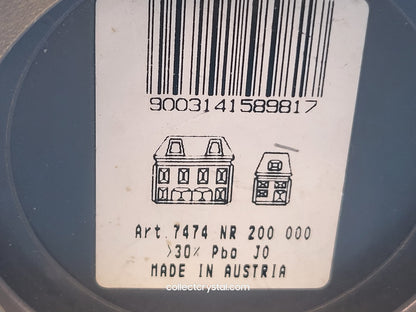 9003141589817
Art. 7474 NR 200 000
>30% Pbo JO
MADE IN AUSTRIA
collectcrystal.com